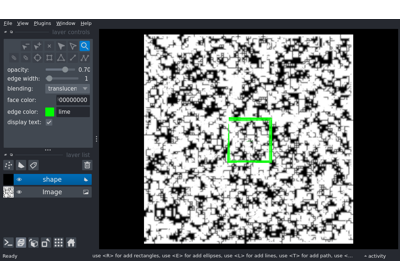 File View Plugins Window Help
layer controls
opacity: 0.70
edge width: 1
blending: translucen
face color: 00000000
edge color: lime
display text:
layer list
shape
Image
Ready use <R> for add rectangles, use <E> for add ellipses, use <L> for add lines, use <T> for add path, use <... activity